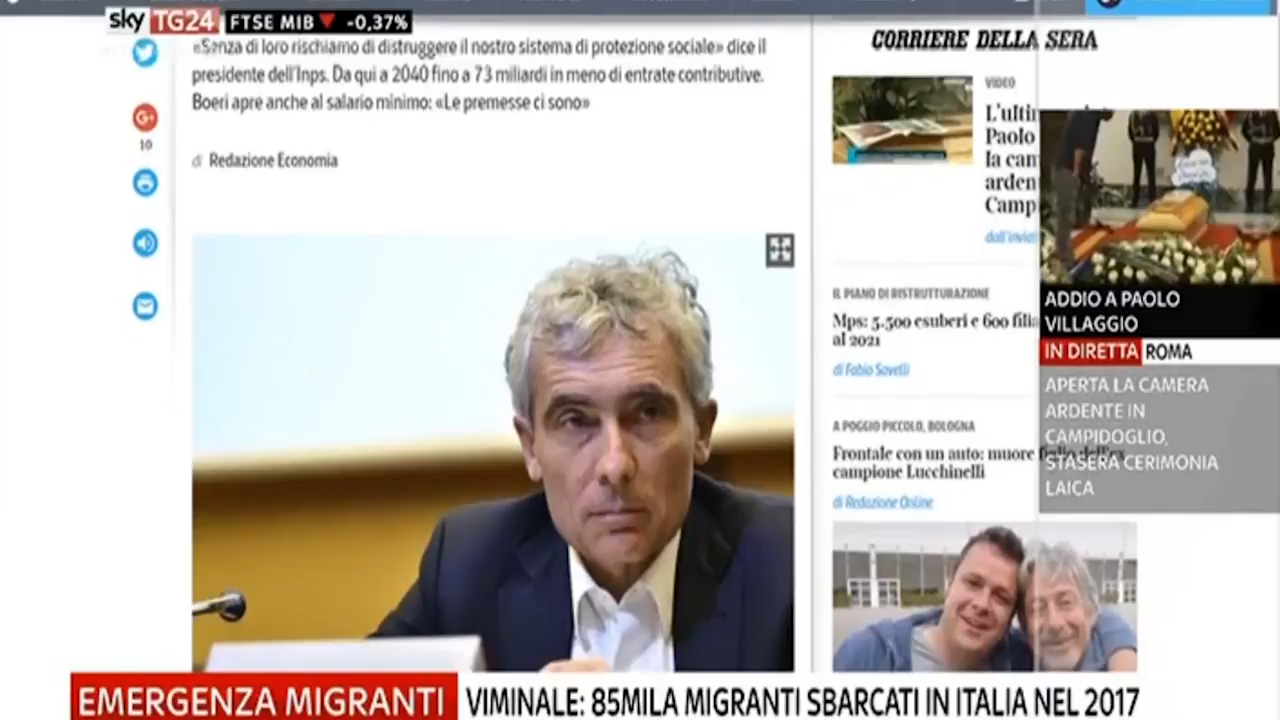 sky TG24 FTSE MIB -0,37%
«Senza di loro rischiamo di distruggere il nostro sistema di protezione sociale» dice il
presidente dell'Inps. Da qui a 2040 fino a 73 miliardi in meno di entrate contributive.
Boeri apre anche al salario minimo: «Le premesse ci sono»
10
di Redazione Economia
CORRIERE DELLA SERA
VIDEO
Paolo
la
Camp
IL PIANO DI RISTRUTTURAZIONE
Mps: 5.500 esuberi e 600
al 2021
di Fabio Savelli
A POGGIO PICCOLO, BOLOGNA
Frontale con un auto: muore
campione Lucchinelli
di Redazione Online
ADDIO A PAOLO
VILLAGGIO
IN DIRETTA ROMA
APERTA LA CAMERA
ARDENTE IN
CAMPIDOGLIO,
STASERA CERIMONIA
LAICA
EMERGENZA MIGRANTI VIMINALE: 85MILA MIGRANTI SBARCATI IN ITALIA NEL 2017